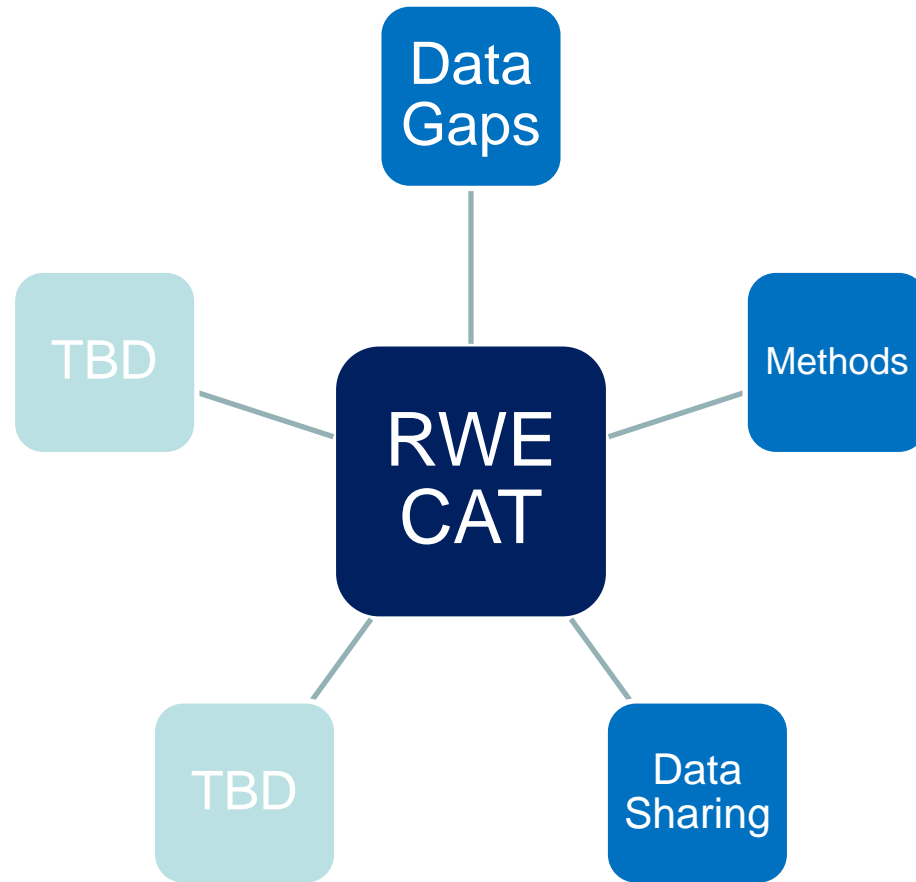 Data
Gaps
TBD
Methods
RWE
CAT
TBD
Data
Sharing